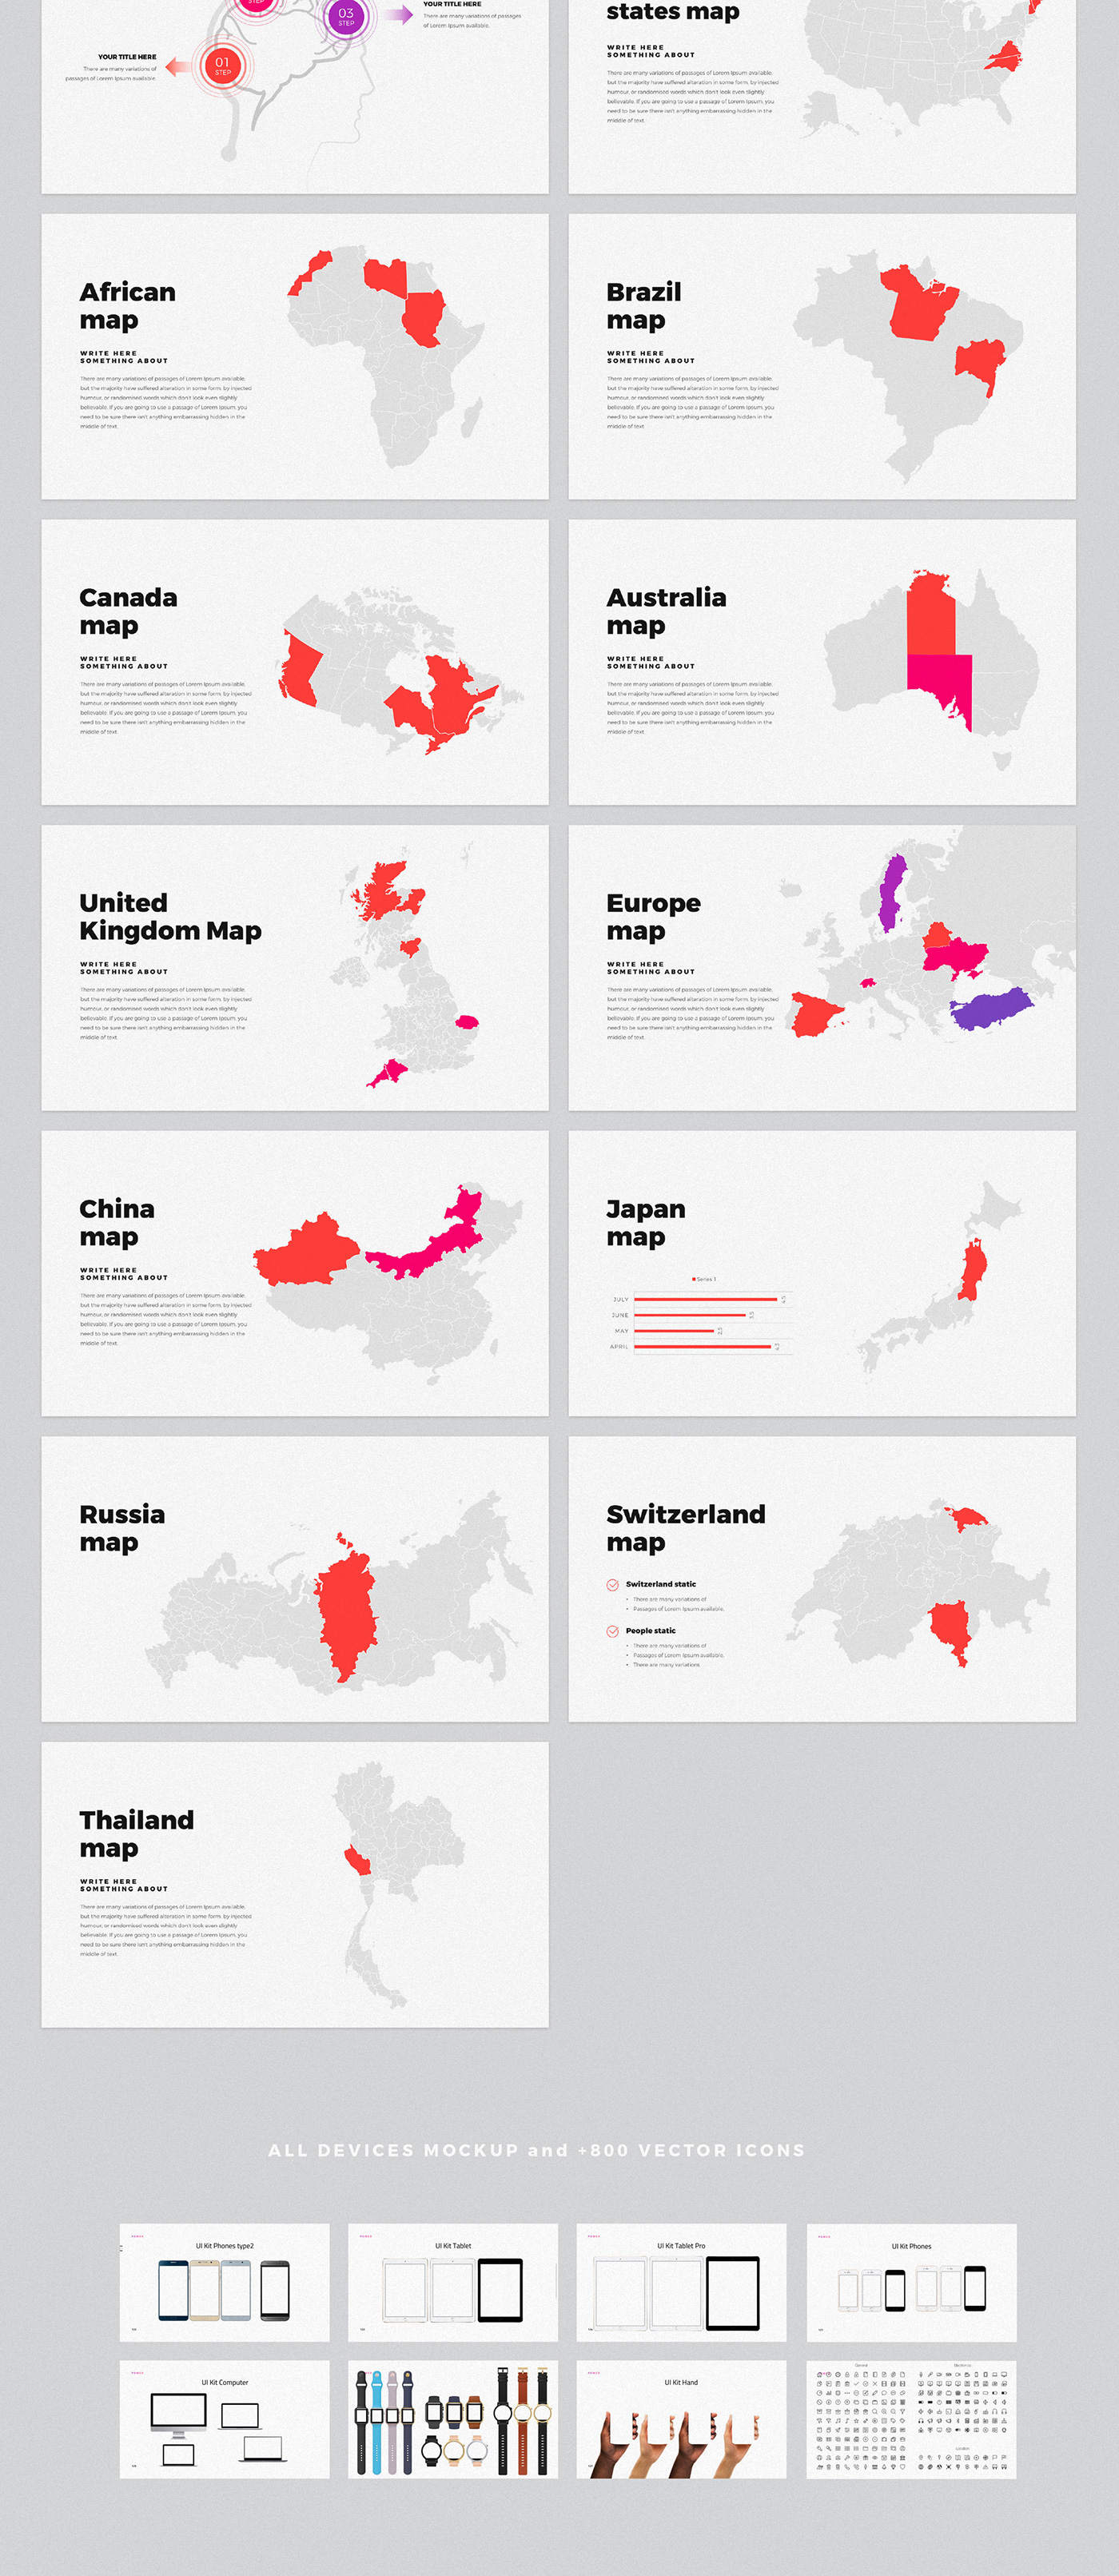 STEP
03
STEP
YOUR TITLE HERE
There are many variations of passages
of Lorem Ipsum available.
YOUR TITLE HERE
There are many variations of
passages of Lorem Ipsum available.
01
STEP
states map
WRITE HERE
SOMETHING ABOUT
There are many variations of passages of Lorem Ipsum available,
but the majority have suffered alteration in some form, by injected
humour, or randomised words which don't look even slightly
believable. If you are going to use a passage of Lorem Ipsum, you
need to be sure there isn't anything embarrassing hidden in the
middle of text.
African
map
WRITE HERE
SOMETHING ABOUT
There are many variations of passages of Lorem Ipsum available,
but the majority have suffered alteration in some form, by injected
humour, or randomised words which don't look even slightly
believable. If you are going to use a passage of Lorem Ipsum, you
need to be sure there isn't anything embarrassing hidden in the
middle of text.
Brazil
map
WRITE HERE
SOMETHING ABOUT
There are many variations of passages of Lorem Ipsum available,
but the majority have suffered alteration in some form, by injected
humour, or randomised words which don't look even slightly
believable. If you are going to use a passage of Lorem Ipsum, you
need to be sure there isn't anything embarrassing hidden in the
middle of text.
Canada
map
WRITE HERE
SOMETHING ABOUT
There are many variations of passages of Lorem Ipsum available,
but the majority have suffered alteration in some form, by injected
humour, or randomised words which don't look even slightly
believable. If you are going to use a passage of Lorem Ipsum, you
need to be sure there isn't anything embarrassing hidden in the
middle of text.
Australia
map
WRITE HERE
SOMETHING ABOUT
There are many variations of passages of Lorem Ipsum available,
but the majority have suffered alteration in some form, by injected
humour, or randomised words which don't look even slightly
believable. If you are going to use a passage of Lorem Ipsum, you
need to be sure there isn't anything embarrassing hidden in the
middle of text.
United
Kingdom Map
WRITE HERE
SOMETHING ABOUT
There are many variations of passages of Lorem Ipsum available,
but the majority have suffered alteration in some form, by injected
humour, or randomised words which don't look even slightly
believable. If you are going to use a passage of Lorem Ipsum, you
need to be sure there isn't anything embarrassing hidden in the
middle of text.
Europe
map
WRITE HERE
SOMETHING ABOUT
There are many variations of passages of Lorem Ipsum available,
but the majority have suffered alteration in some form, by injected
humour, or randomised words which don't look even slightly
believable. If you are going to use a passage of Lorem Ipsum, you
need to be sure there isn't anything embarrassing hidden in the
middle of text.
China
map
WRITE HERE
SOMETHING ABOUT
There are many variations of passages of Lorem Ipsum available,
but the majority have suffered alteration in some form, by injected
humour, or randomised words which don't look even slightly
believable. If you are going to use a passage of Lorem Ipsum, you
need to be sure there isn't anything embarrassing hidden in the
middle of text.
Japan
map
Series 1
JULY 4.5
JUNE 3.5
MAY 2.5
APRIL 4.3
Russia
map
Switzerland
map
Switzerland static
• There are many variations of
• Passages of Lorem Ipsum available.
People static
• There are many variations of
• Passages of Lorem Ipsum available.
• There are many variations
Thailand
map
WRITE HERE
SOMETHING ABOUT
There are many variations of passages of Lorem Ipsum available,
but the majority have suffered alteration in some form, by injected
humour, or randomised words which don't look even slightly
believable. If you are going to use a passage of Lorem Ipsum, you
need to be sure there isn't anything embarrassing hidden in the
middle of text.
ALL DEVICES MOCKUP and +800 VECTOR ICONS
UI Kit Phones type2
UI Kit Tablet
UI Kit Tablet Pro
UI Kit Phones
UI Kit Computer
UI Kit Hand
General
Electronics
Location